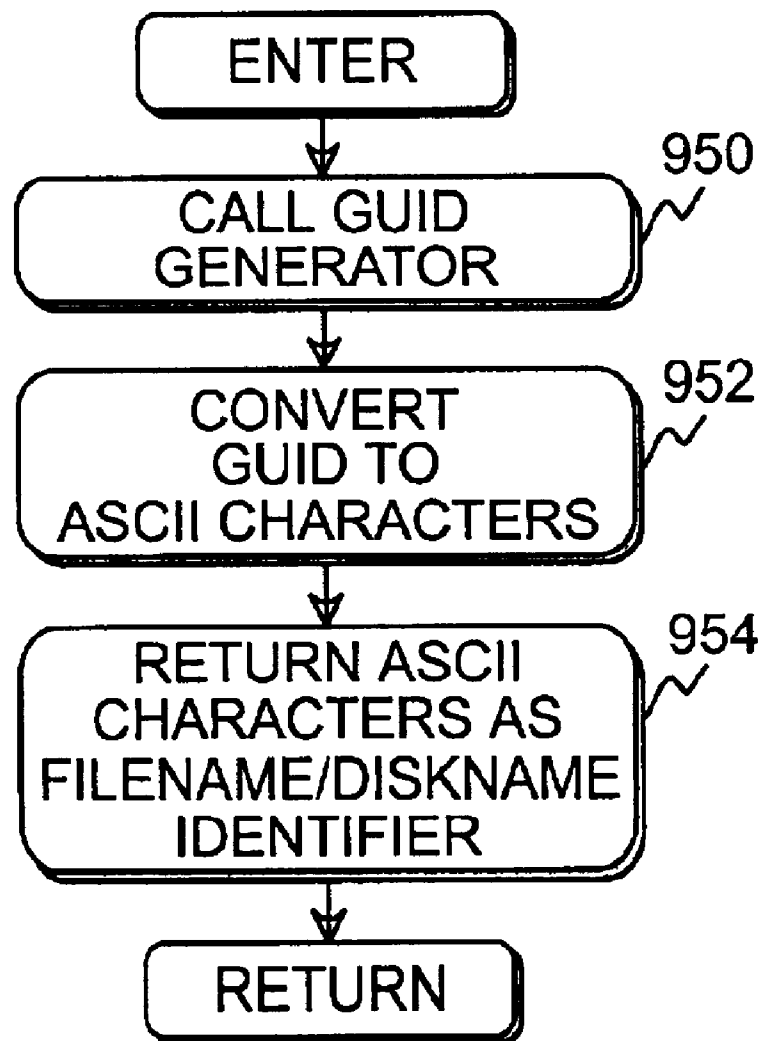 ENTER
950
CALL GUID
GENERATOR
952
CONVERT
GUID TO
ASCII CHARACTERS
954
RETURN ASCII
CHARACTERS AS
FILENAME/DISKNAME
IDENTIFIER
RETURN